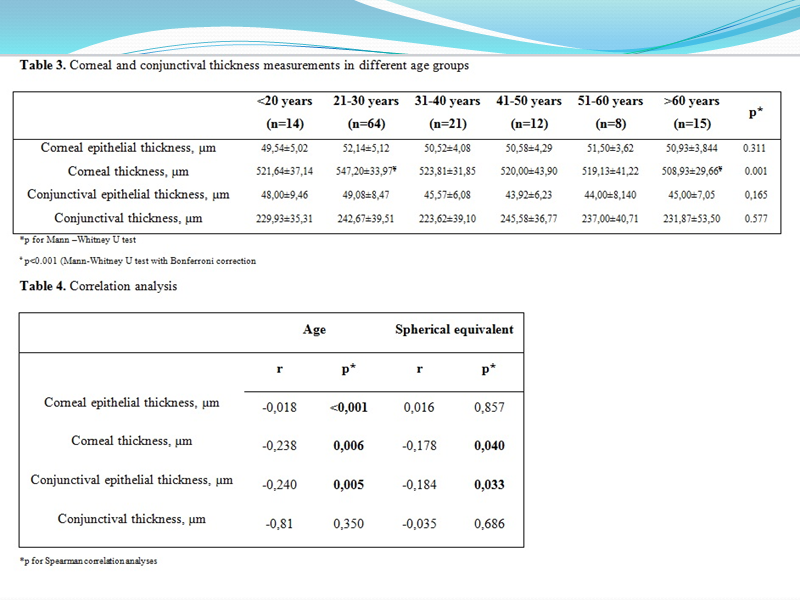 Table 3. Corneal and conjunctival thickness measurements in different age groups
<20 years 21-30 years 31-40 years 41-50 years 51-60 years >60 years p*
(n=14) (n=64) (n=21) (n=12) (n=8) (n=15)
Corneal epithelial thickness, µm 49,54±5,02 52,14±5,12 50,52±4,08 50,58±4,29 51,50±3,62 50,93±3,844 0.311
Corneal thickness, µm 521,64±37,14 547,20±33,97¥ 523,81±31,85 520,00±43,90 519,13±41,22 508,93±29,66¥ 0.001
Conjunctival epithelial thickness, µm 48,00±9,46 49,08±8,47 45,57±6,08 43,92±6,23 44,00±8,140 45,00±7,05 0,165
Conjunctival thickness, µm 229,93±35,31 242,67±39,51 223,62±39,10 245,58±36,77 237,00±40,71 231,87±53,50 0.577
*p for Mann –Whitney U test
p<0.001 (Mann-Whitney U test with Bonferroni correction
Table 4. Correlation analysis
Age Spherical equivalent
r p* r p*
Corneal epithelial thickness, µm -0,018 <0,001 0,016 0,857
Corneal thickness, µm -0,238 0,006 -0,178 0,040
Conjunctival epithelial thickness, µm -0,240 0,005 -0,184 0,033
Conjunctival thickness, µm -0,81 0,350 -0,035 0,686
*p for Spearman correlation analyses